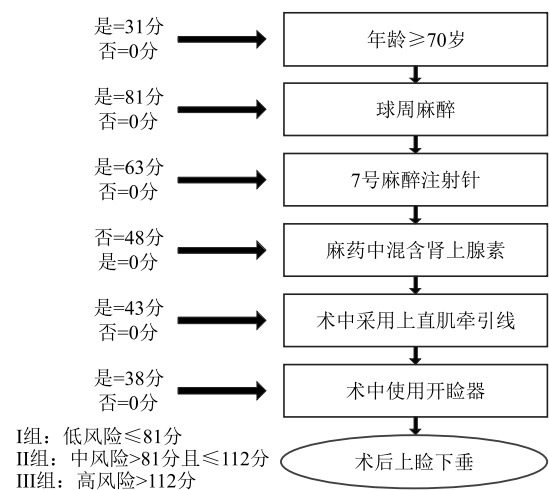 是=31分
否=0分
年龄≥70岁
是=81分
否=0分
球周麻醉
是=63分
否=0分
7号麻醉注射针
否=48分
是=0分
麻药中混含肾上腺素
是=43分
否=0分
术中采用上直肌牵引线
是=38分
否=0分
术中使用开睑器
I组：低风险≤81分
II组：中风险>81分且≤112分
III组：高风险>112分
术后上睑下垂